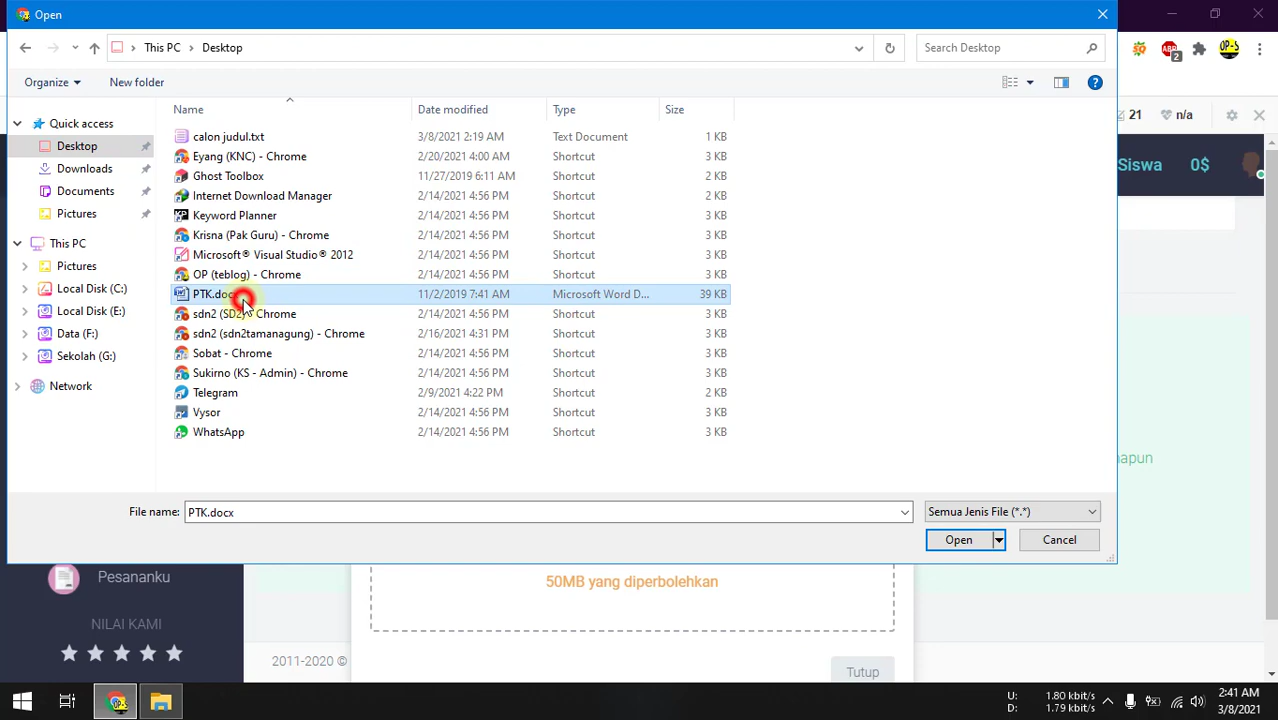 Open
This PC > Desktop
Search Desktop
Organize
New folder
Name
Date modified
Type
Size
Quick access
Desktop
Downloads
Documents
Pictures
This PC
Pictures
Local Disk (C:)
Local Disk (E:)
Data (F:)
Sekolah (G:)
Network
calon judul.txt 3/8/2021 2:19 AM Text Document 1 KB
Eyang (KNC) - Chrome 2/20/2021 4:00 AM Shortcut 3 KB
Ghost Toolbox 11/27/2019 6:11 AM Shortcut 2 KB
Internet Download Manager 2/14/2021 4:56 PM Shortcut 2 KB
Keyword Planner 2/14/2021 4:56 PM Shortcut 3 KB
Krisna (Pak Guru) - Chrome 2/14/2021 4:56 PM Shortcut 3 KB
Microsoft® Visual Studio® 2012 2/14/2021 4:56 PM Shortcut 3 KB
OP (teblog) - Chrome 2/14/2021 4:56 PM Shortcut 3 KB
PTK.docx 11/2/2019 7:41 AM Microsoft Word D... 39 KB
sdn2 (SD2) - Chrome 2/14/2021 4:56 PM Shortcut 3 KB
sdn2 (sdn2tamanagung) - Chrome 2/16/2021 4:31 PM Shortcut 3 KB
Sobat - Chrome 2/14/2021 4:56 PM Shortcut 3 KB
Sukirno (KS - Admin) - Chrome 2/14/2021 4:56 PM Shortcut 3 KB
Telegram 2/9/2021 4:22 PM Shortcut 2 KB
Vysor 2/14/2021 4:56 PM Shortcut 3 KB
WhatsApp 2/14/2021 4:56 PM Shortcut 3 KB
File name: PTK.docx
Semua Jenis File (*.*)
Open
Cancel
OP-S
ABP
2
21
n/a
Siswa 0$
apun
Pesananku
NILAI KAMI
50MB yang diperbolehkan
2011-2020 ©
Tutup
U: 1.80 kbit/s
D: 1.79 kbit/s
2:41 AM
3/8/2021